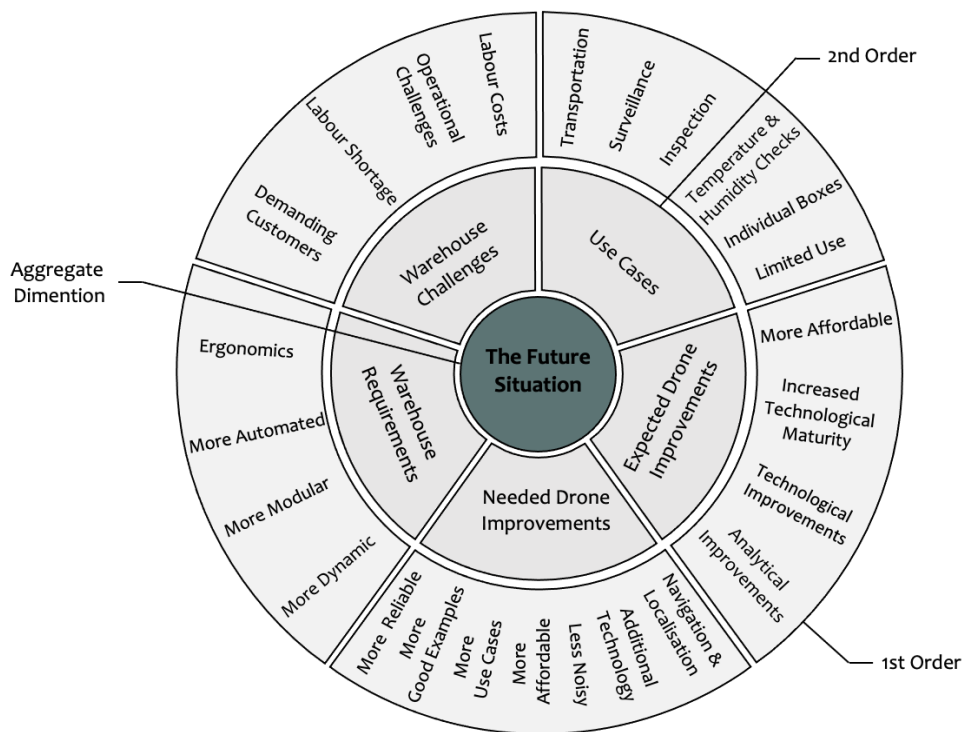 2nd Order
Aggregate
Dimention
1st Order
The Future
Situation
Warehouse
Challenges
Use Cases
Expected Drone
Improvements
Needed Drone
Improvements
Warehouse
Requirements
Demanding
Customers
Labour Shortage
Operational
Challenges
Labour Costs
Transportation
Surveillance
Inspection
Temperature &
Humidity Checks
Individual Boxes
Limited Use
More Affordable
Increased
Technological
Maturity
Technological
Improvements
Analytical
Improvements
Navigation &
Localisation
Additional
Technology
Less Noisy
More
Affordable
More
Use Cases
More
Good Examples
More Reliable
More Dynamic
More Modular
More Automated
Ergonomics